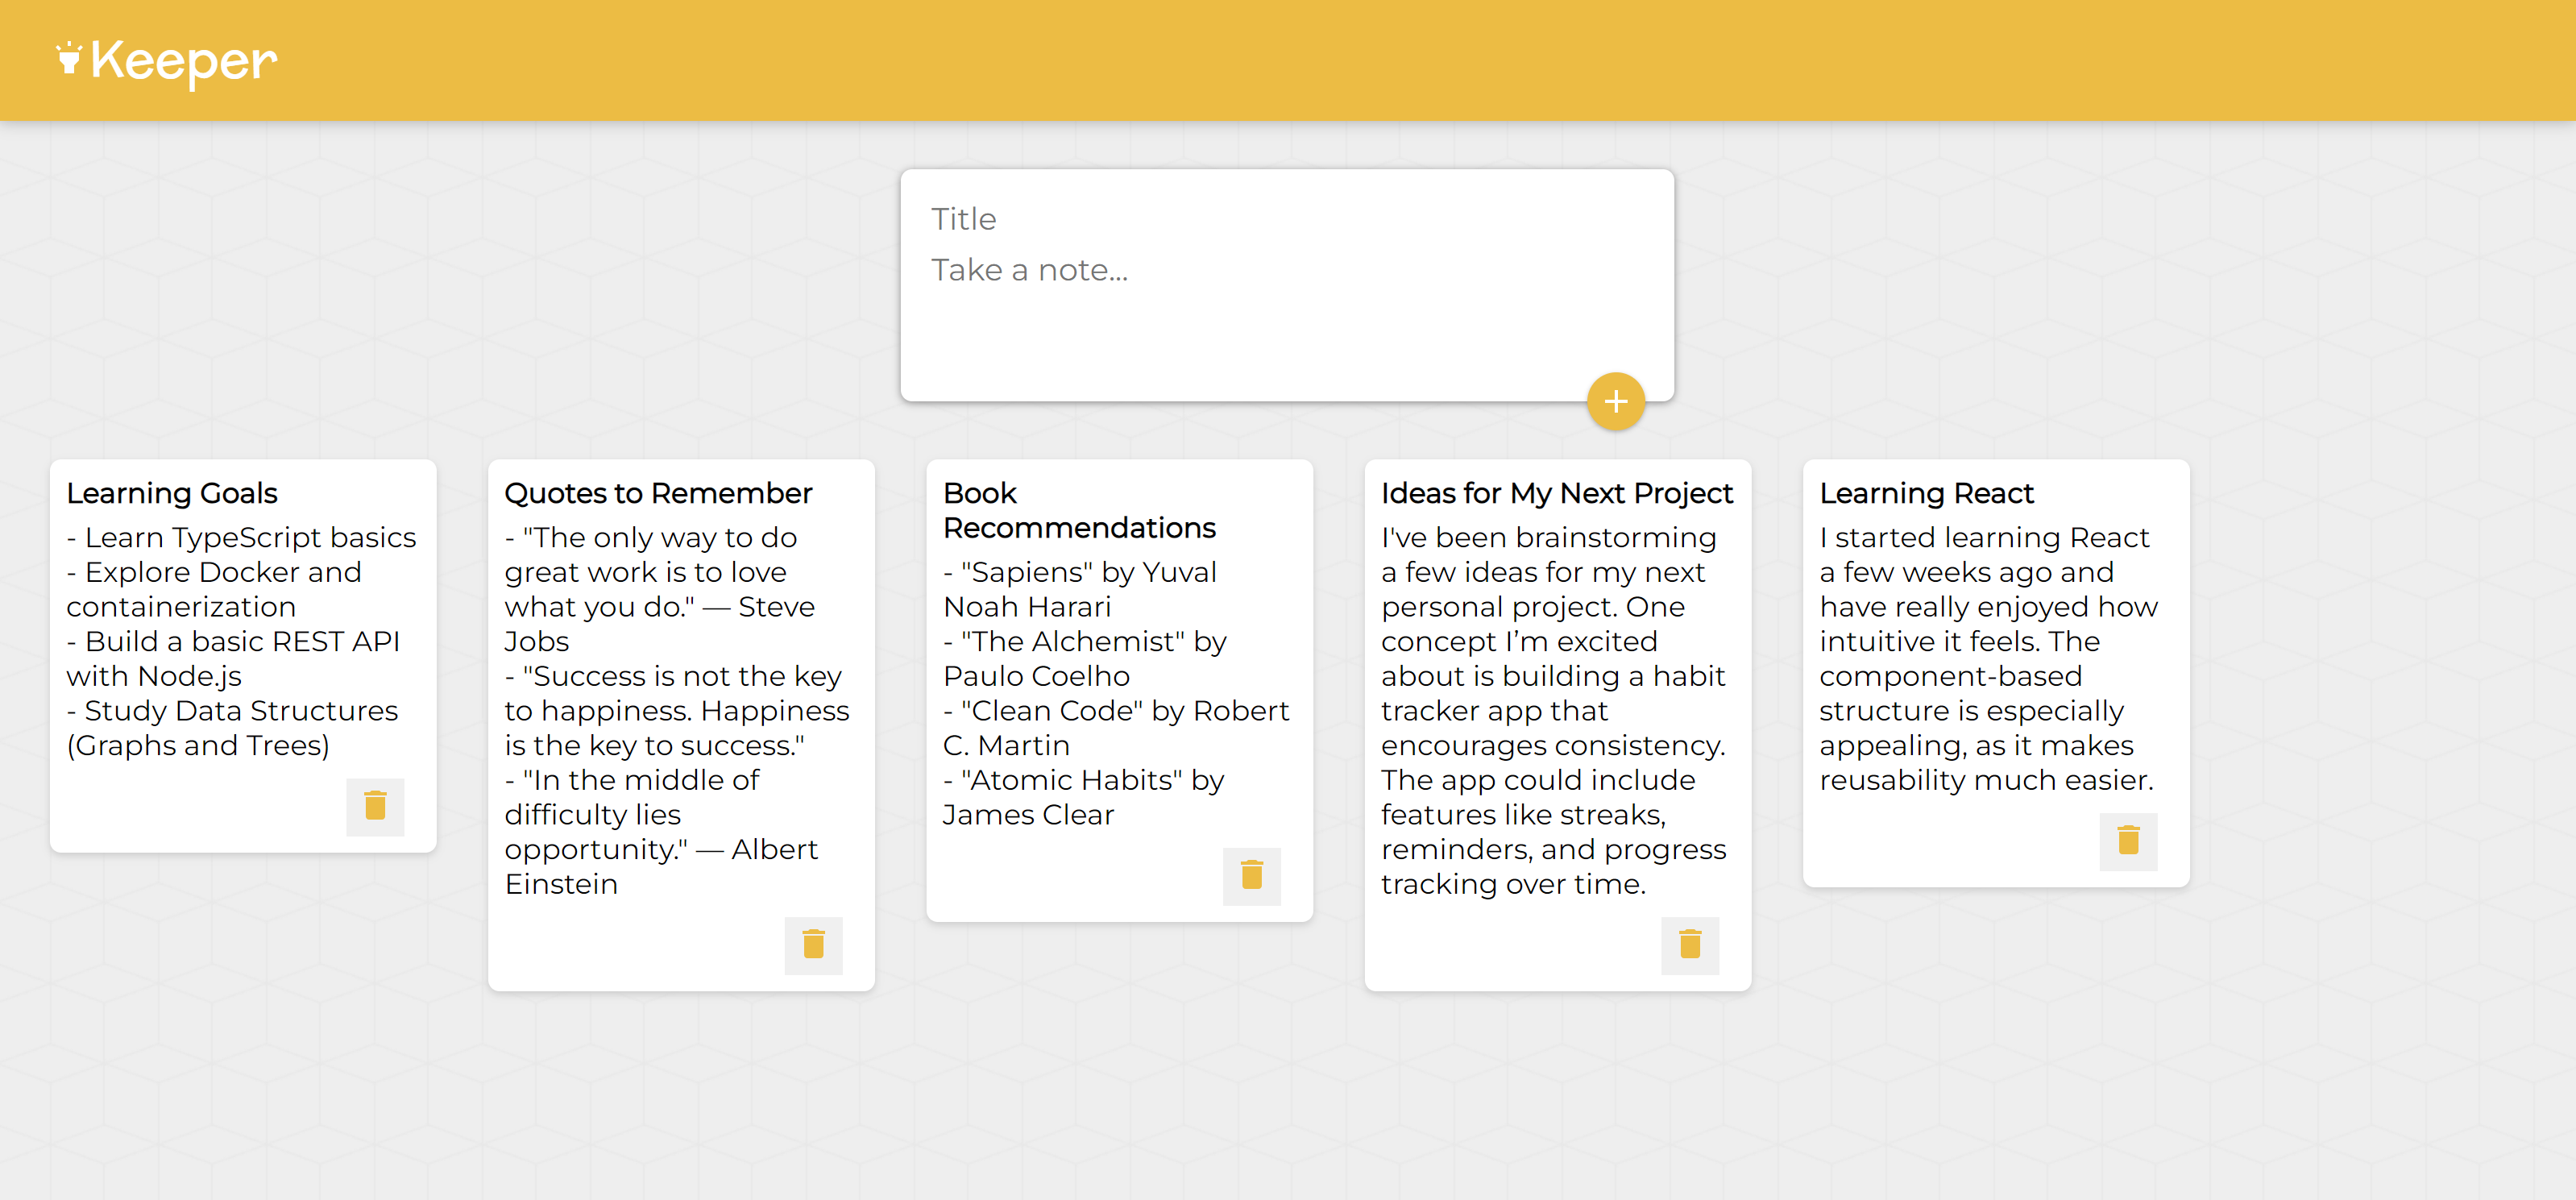 Keeper
Title
Take a note...
Learning Goals
- Learn TypeScript basics
- Explore Docker and
containerization
- Build a basic REST API
with Node.js
- Study Data Structures
(Graphs and Trees)
Quotes to Remember
- "The only way to do
great work is to love
what you do." — Steve
Jobs
- "Success is not the key
to happiness. Happiness
is the key to success."
- "In the middle of
difficulty lies
opportunity." — Albert
Einstein
Book
Recommendations
- "Sapiens" by Yuval
Noah Harari
- "The Alchemist" by
Paulo Coelho
- "Clean Code" by Robert
C. Martin
- "Atomic Habits" by
James Clear
Ideas for My Next Project
I've been brainstorming
a few ideas for my next
personal project. One
concept I’m excited
about is building a habit
tracker app that
encourages consistency.
The app could include
features like streaks,
reminders, and progress
tracking over time.
Learning React
I started learning React
a few weeks ago and
have really enjoyed how
intuitive it feels. The
component-based
structure is especially
appealing, as it makes
reusability much easier.